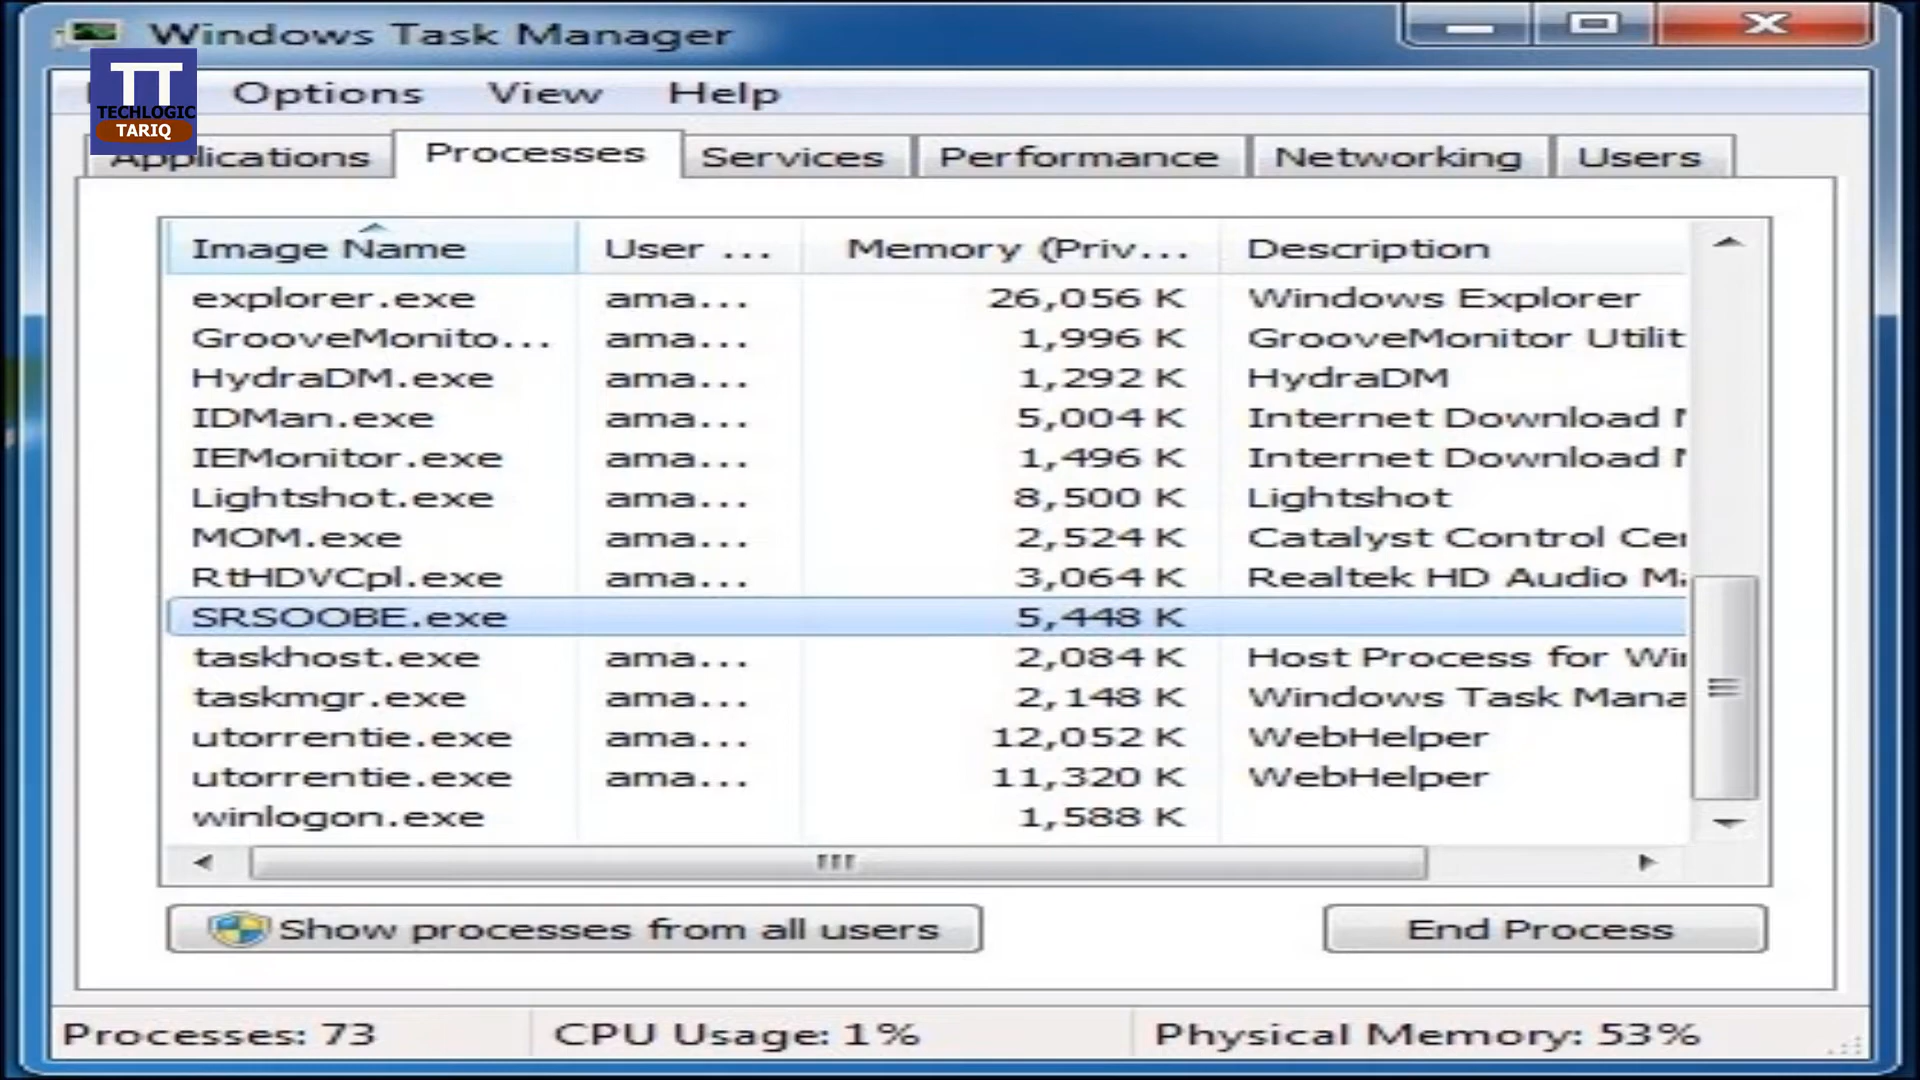 Windows Task Manager
TT
TECHLOGIC
TARIQ
Options View Help
Applications Processes Services Performance Networking Users
Image Name User ... Memory (Priv... Description
explorer.exe ama... 26,056 K Windows Explorer
GrooveMonito... ama... 1,996 K GrooveMonitor Utilit
HydraDM.exe ama... 1,292 K HydraDM
IDMan.exe ama... 5,004 K Internet Download
IEMonitor.exe ama... 1,496 K Internet Download
Lightshot.exe ama... 8,500 K Lightshot
MOM.exe ama... 2,524 K Catalyst Control Cen
RtHDVCpl.exe ama... 3,064 K Realtek HD Audio Ma
SRSOOBE.exe 5,448 K
taskhost.exe ama... 2,084 K Host Process for Win
taskmgr.exe ama... 2,148 K Windows Task Mana
utorrentie.exe ama... 12,052 K WebHelper
utorrentie.exe ama... 11,320 K WebHelper
winlogon.exe 1,588 K
Show processes from all users End Process
Processes: 73 CPU Usage: 1% Physical Memory: 53%